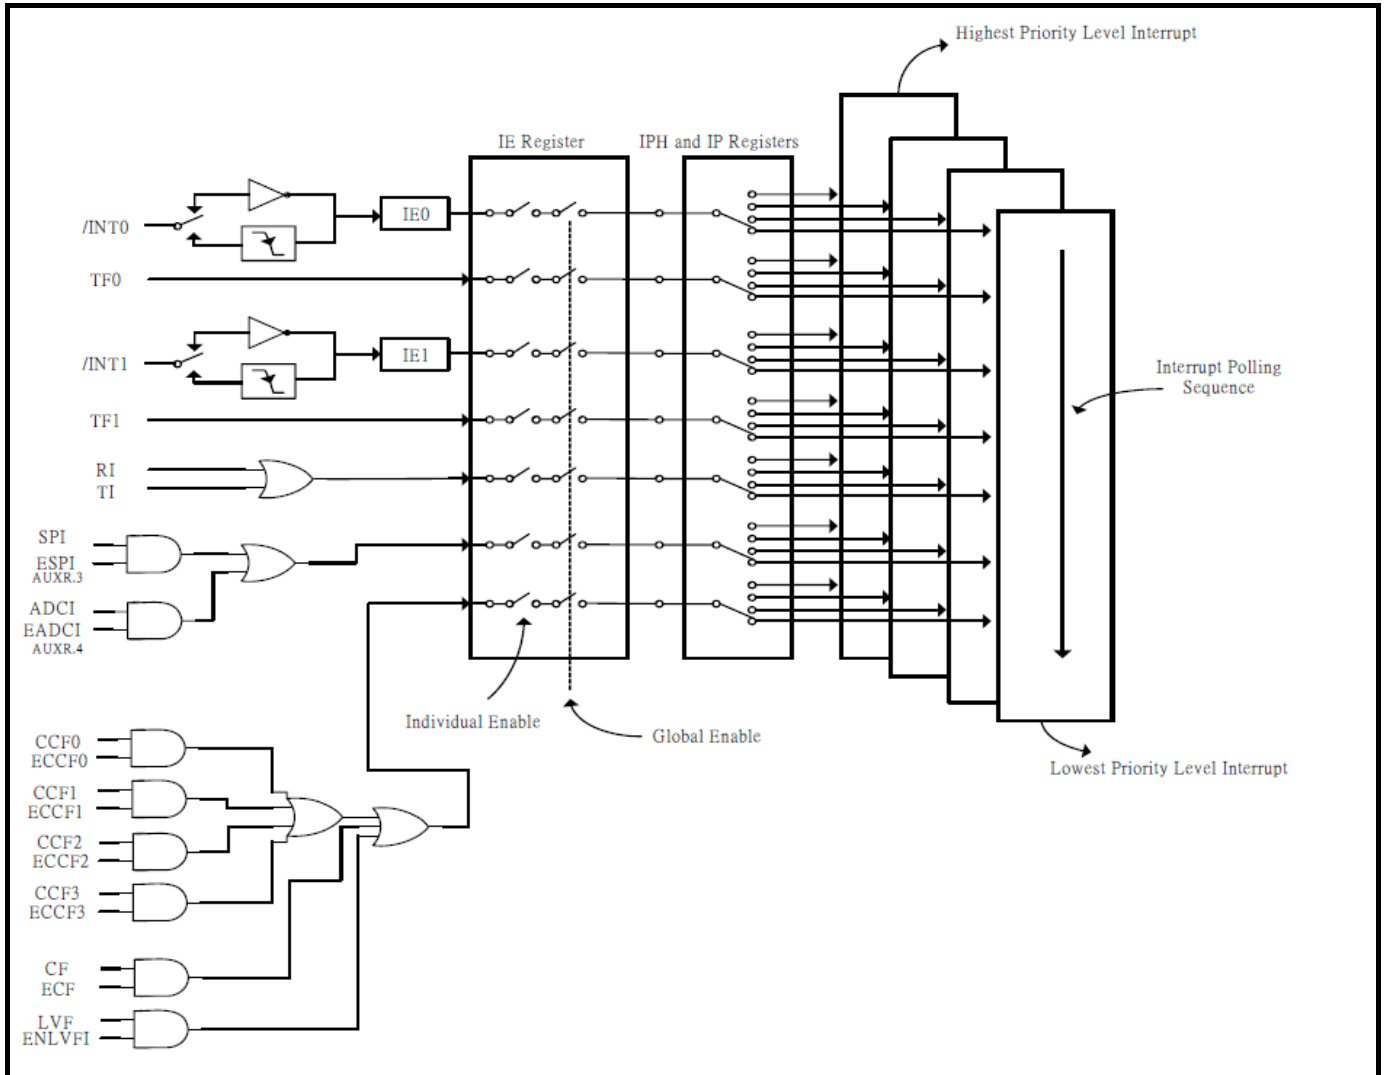 Highest Priority Level Interrupt
IE Register
IPH and IP Registers
/INT0
IE0
TF0
/INT1
IE1
Interrupt Polling
Sequence
TF1
RI
TI
SPI
ESPI
AUXR.3
ADCI
EADCI
AUXR.4
Individual Enable
Global Enable
Lowest Priority Level Interrupt
CCF0
ECCF0
CCF1
ECCF1
CCF2
ECCF2
CCF3
ECCF3
CF
ECF
LVF
ENLVFI